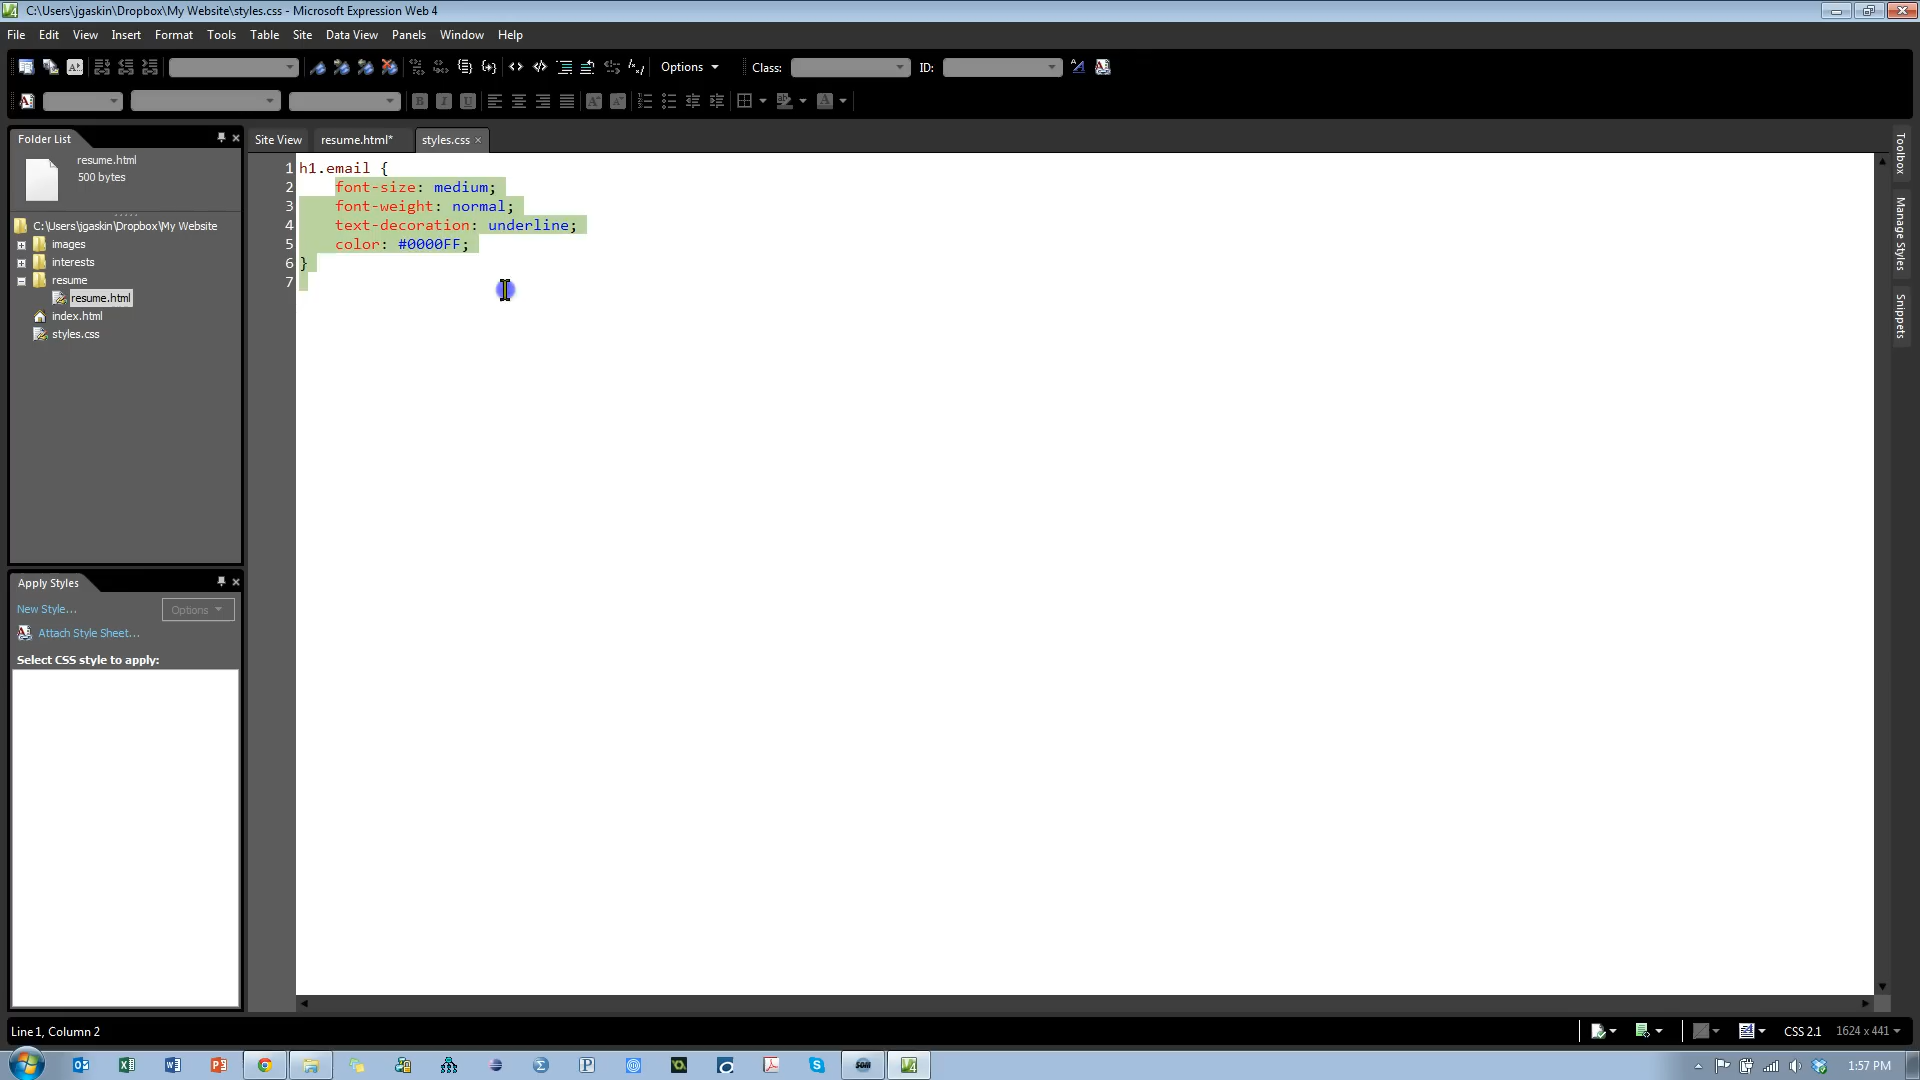 C:\Users\jgaskin\Dropbox\My Website\styles.css - Microsoft Expression Web 4
File Edit View Insert Format Tools Table Site Data View Panels Window Help
Options Class: ID:
Folder List
resume.html
500 bytes
C:\Users\jgaskin\Dropbox\My Website
images
interests
resume
resume.html
index.html
styles.css
Site View resume.html* styles.css ×
1 h1.email {
2 font-size: medium;
3 font-weight: normal;
4 text-decoration: underline;
5 color: #0000FF;
6 }
7
Toolbox
Manage Styles
Snippets
Apply Styles
New Style...
Options
Attach Style Sheet...
Select CSS style to apply:
Line 1, Column 2
CSS 2.1 1624 x 441
1:57 PM